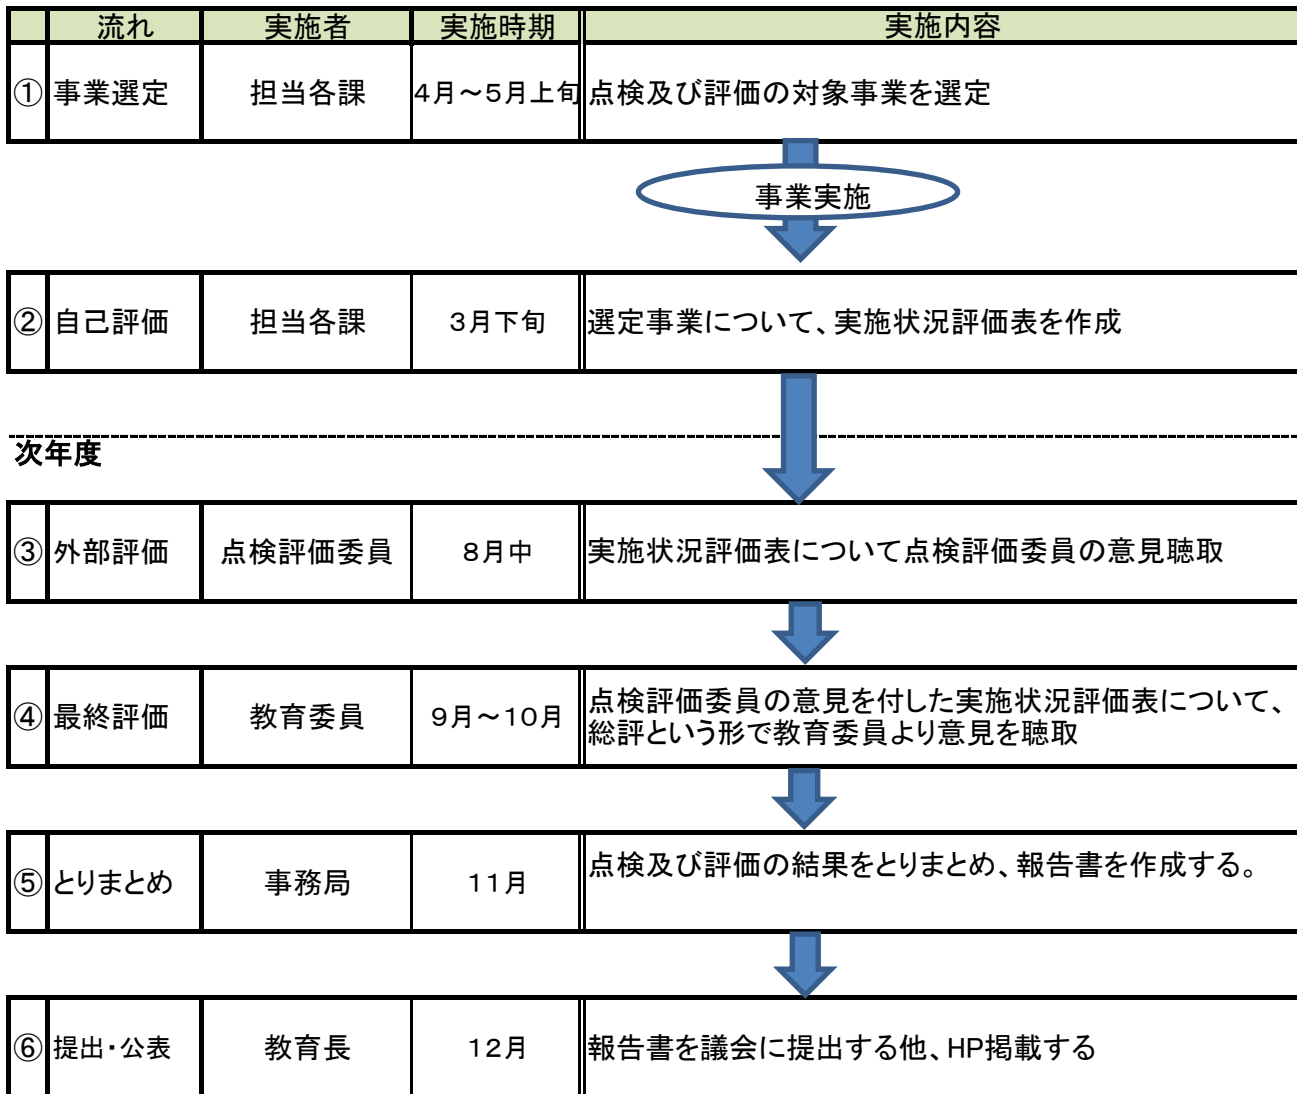 流れ 実施者 実施時期 実施内容
① 事業選定 担当各課 4月～5月上旬 点検及び評価の対象事業を選定
事業実施
② 自己評価 担当各課 3月下旬 選定事業について、実施状況評価表を作成
次年度
③ 外部評価 点検評価委員 8月中 実施状況評価表について点検評価委員の意見聴取
④ 最終評価 教育委員 9月～10月 点検評価委員の意見を付した実施状況評価表について、
総評という形で教育委員より意見を聴取
⑤ とりまとめ 事務局 11月 点検及び評価の結果をとりまとめ、報告書を作成する。
⑥ 提出・公表 教育長 12月 報告書を議会に提出する他、HP掲載する